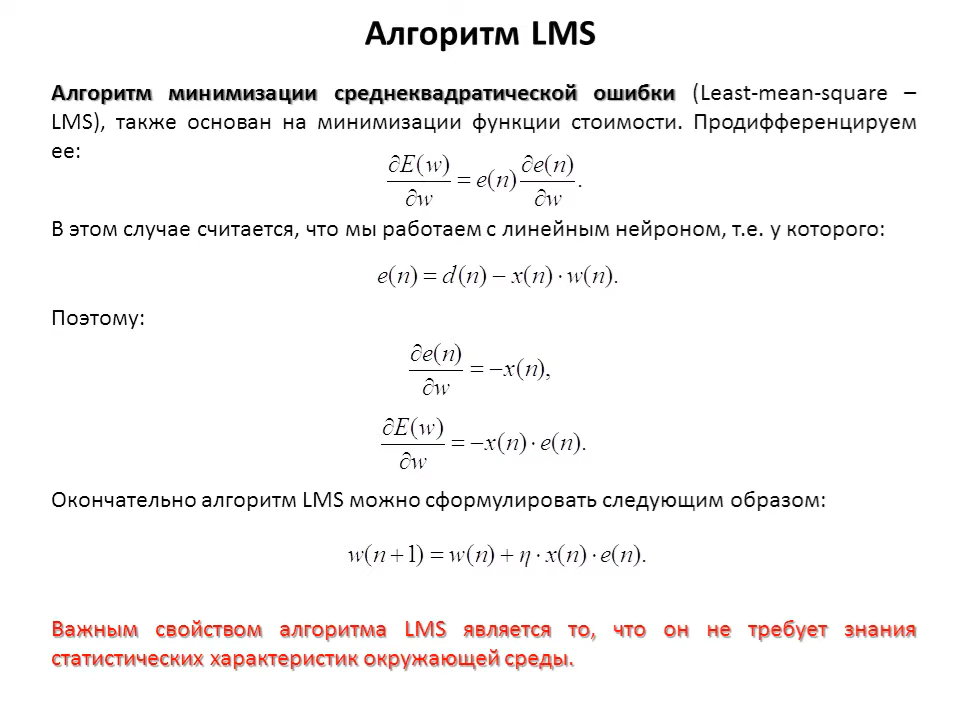 Алгоритм LMS
Алгоритм минимизации среднеквадратической ошибки (Least-mean-square –
LMS), также основан на минимизации функции стоимости. Продифференцируем
ее:
∂E(w)/∂w = e(n) ∂e(n)/∂w.
В этом случае считается, что мы работаем с линейным нейроном, т.е. у которого:
e(n) = d(n) − x(n) · w(n).
Поэтому:
∂e(n)/∂w = −x(n),
∂E(w)/∂w = −x(n) · e(n).
Окончательно алгоритм LMS можно сформулировать следующим образом:
w(n + 1) = w(n) + η · x(n) · e(n).
Важным свойством алгоритма LMS является то, что он не требует знания
статистических характеристик окружающей среды.